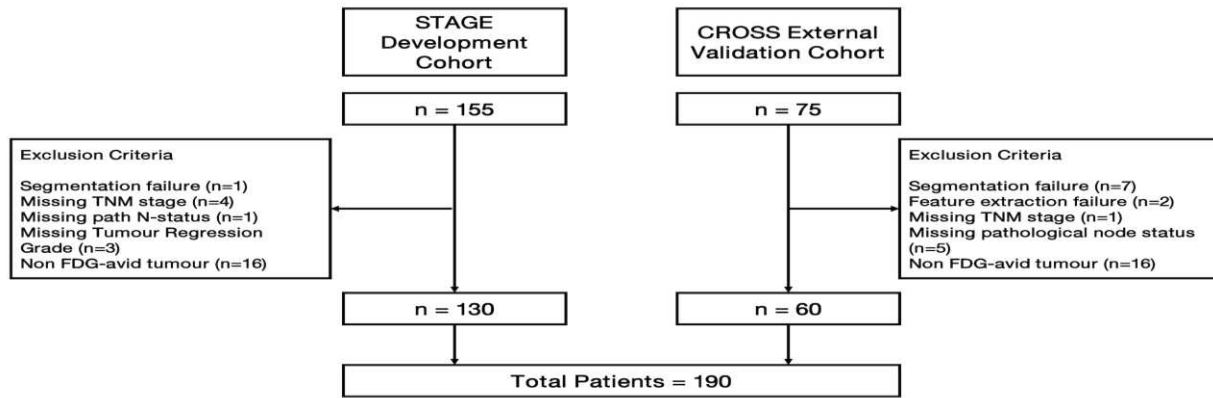 STAGE
Development
Cohort
CROSS External
Validation Cohort
n = 155
n = 75
Exclusion Criteria
Segmentation failure (n=1)
Missing TNM stage (n=4)
Missing path N-status (n=1)
Missing Tumour Regression
Grade (n=3)
Non FDG-avid tumour (n=16)
Exclusion Criteria
Segmentation failure (n=7)
Feature extraction failure (n=2)
Missing TNM stage (n=1)
Missing pathological node status
(n=5)
Non FDG-avid tumour (n=16)
n = 130
n = 60
Total Patients = 190